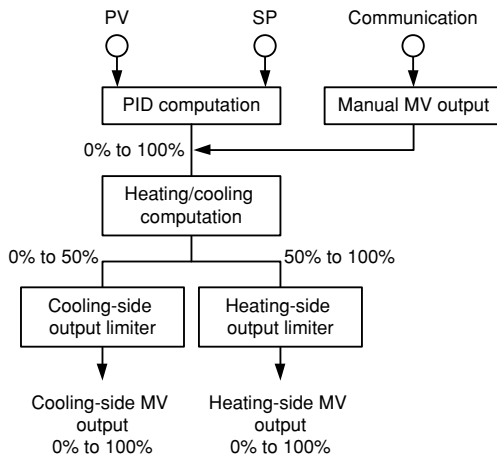 PV
SP
Communication
PID computation
Manual MV output
0% to 100%
Heating/cooling
computation
0% to 50%
50% to 100%
Cooling-side
output limiter
Heating-side
output limiter
Cooling-side MV
output
0% to 100%
Heating-side MV
output
0% to 100%